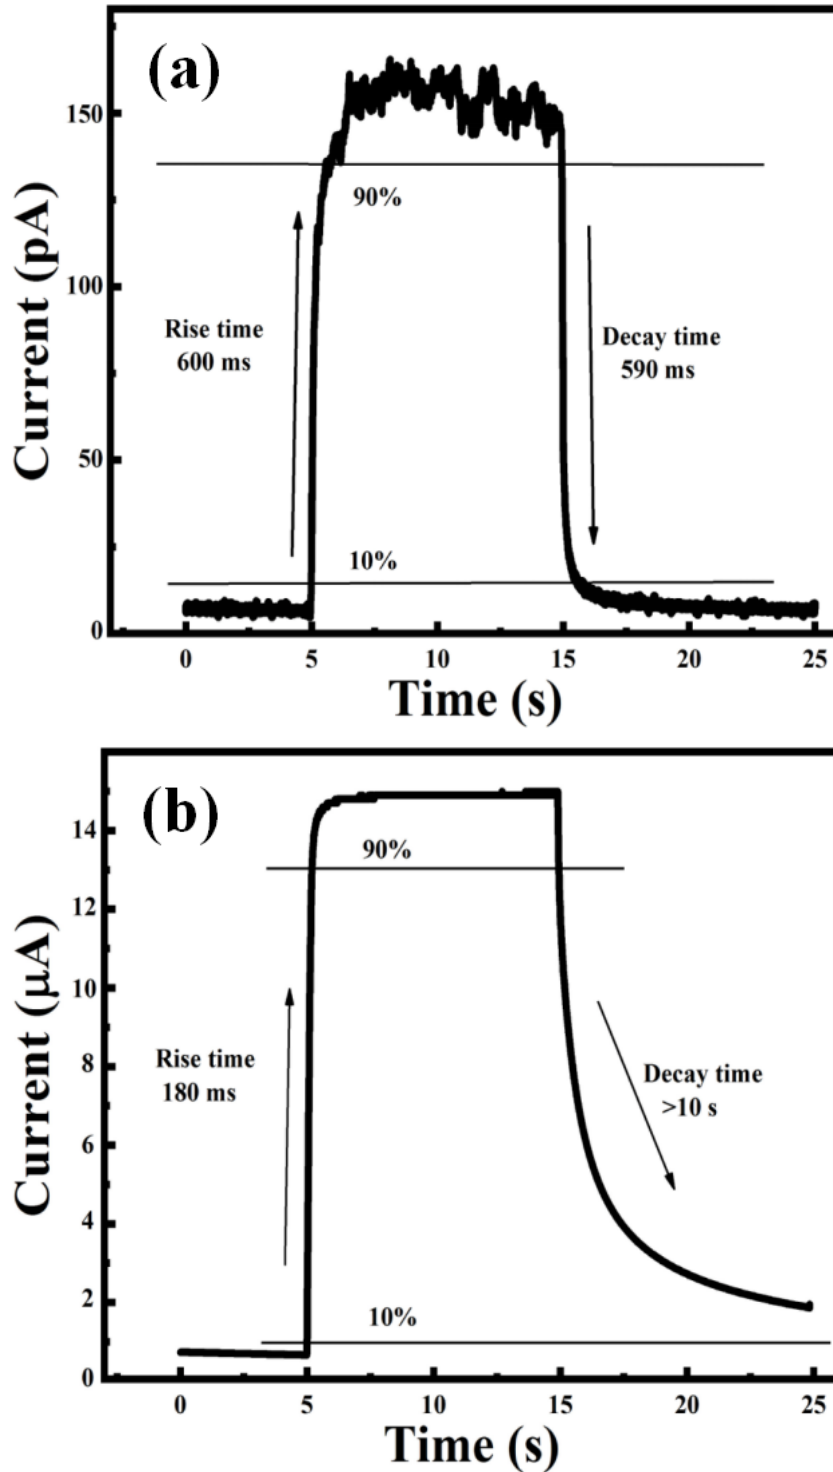 (a)
150
100
50
0
90%
Rise time
600 ms
Decay time
590 ms
10%
0 5 10 15 20 25
Time (s)
Current (pA)
(b)
14
12
10
8
6
4
2
0
90%
Rise time
180 ms
Decay time
>10 s
10%
0 5 10 15 20 25
Time (s)
Current (μA)